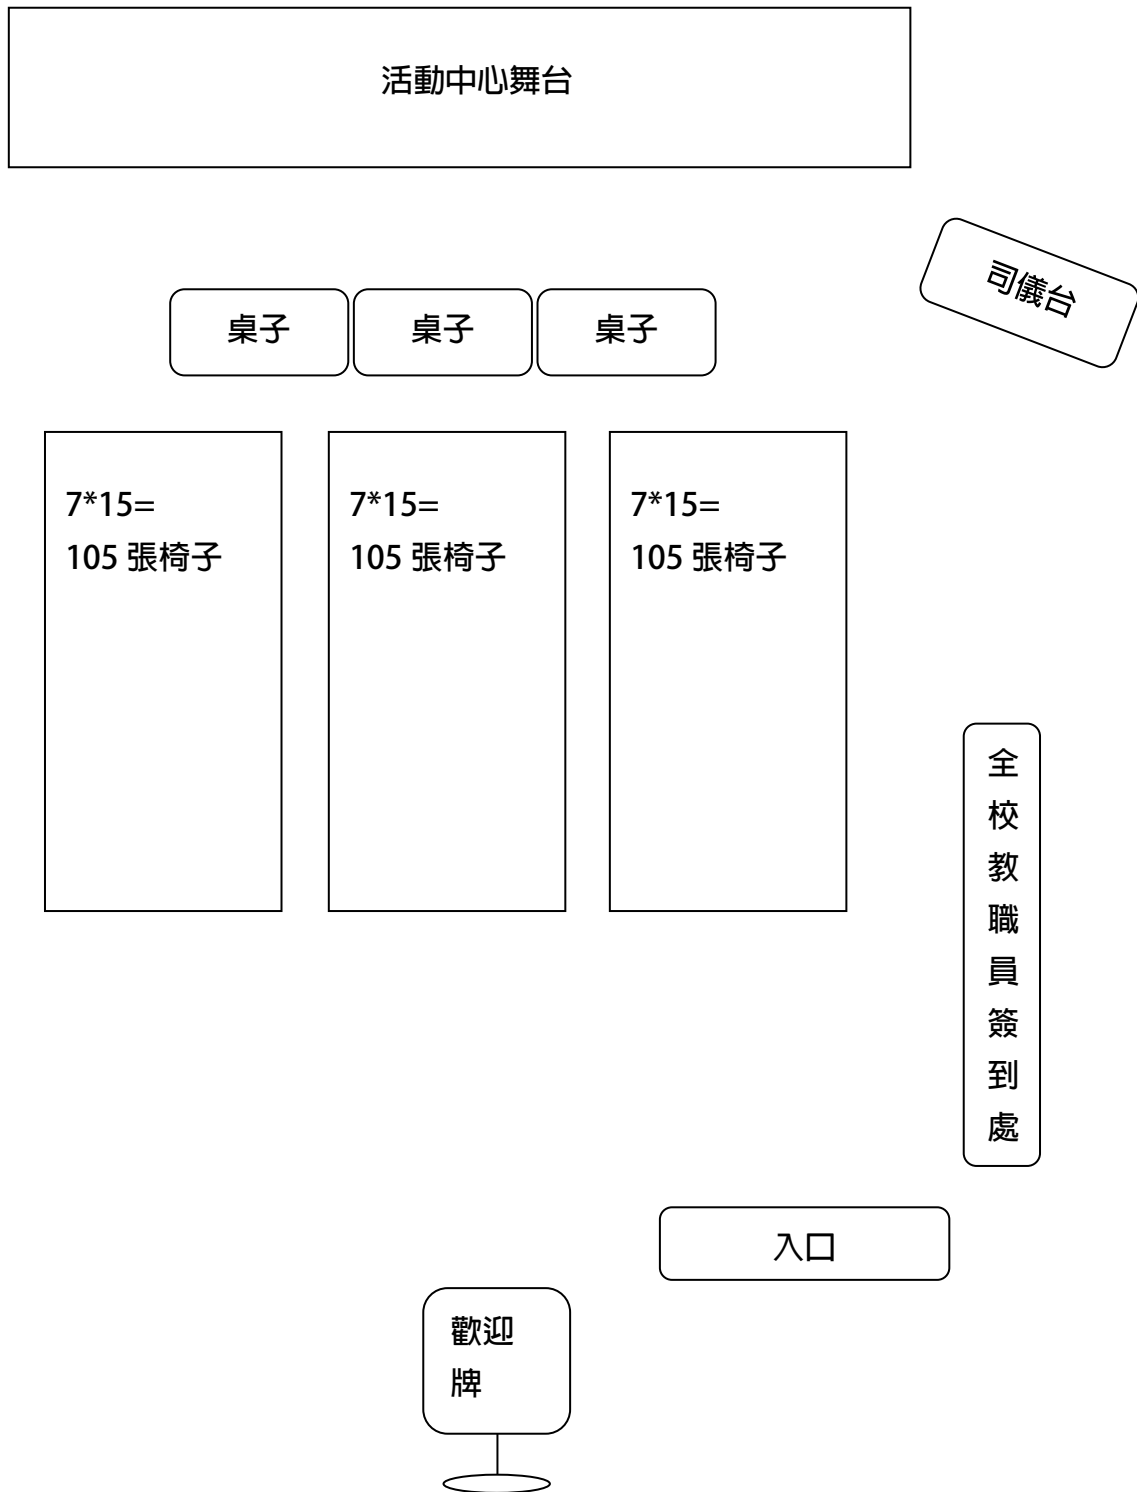 活動中心舞台
司儀台
桌子
桌子
桌子
7*15=
105 張椅子
7*15=
105 張椅子
7*15=
105 張椅子
全校教職員簽到處
入口
歡迎
牌